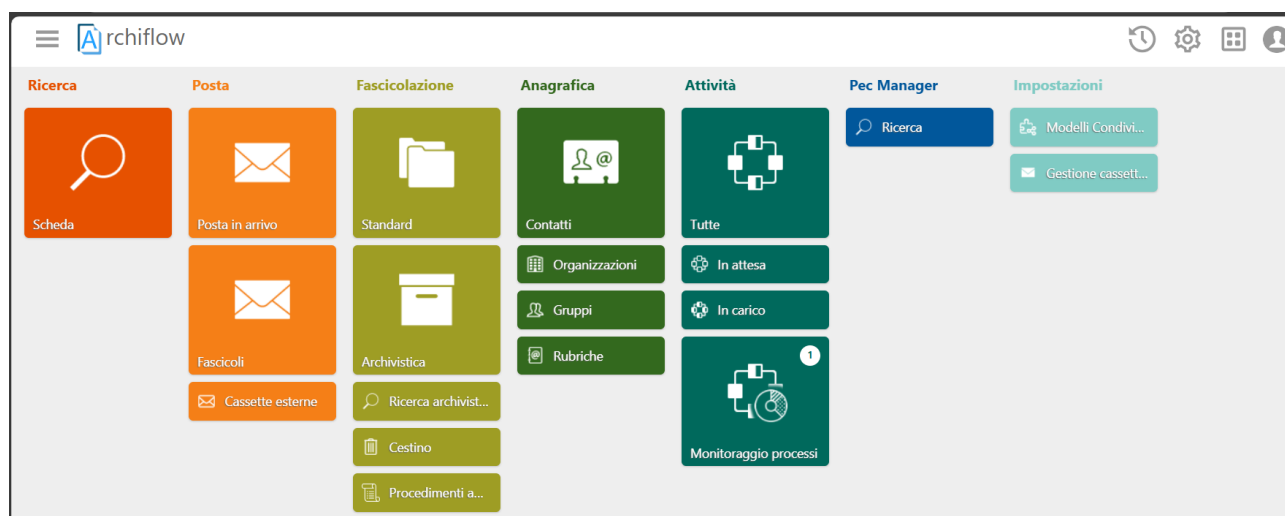 Archiflow
Ricerca
Scheda
Posta
Posta in arrivo
Fascicoli
Cassette esterne
Fascicolazione
Standard
Archivistica
Ricerca archivist...
Cestino
Procedimenti a...
Anagrafica
Contatti
Organizzazioni
Gruppi
Rubriche
Attività
Tutte
In attesa
In carico
1
Monitoraggio processi
Pec Manager
Ricerca
Impostazioni
Modelli Condivi...
Gestione cassett...